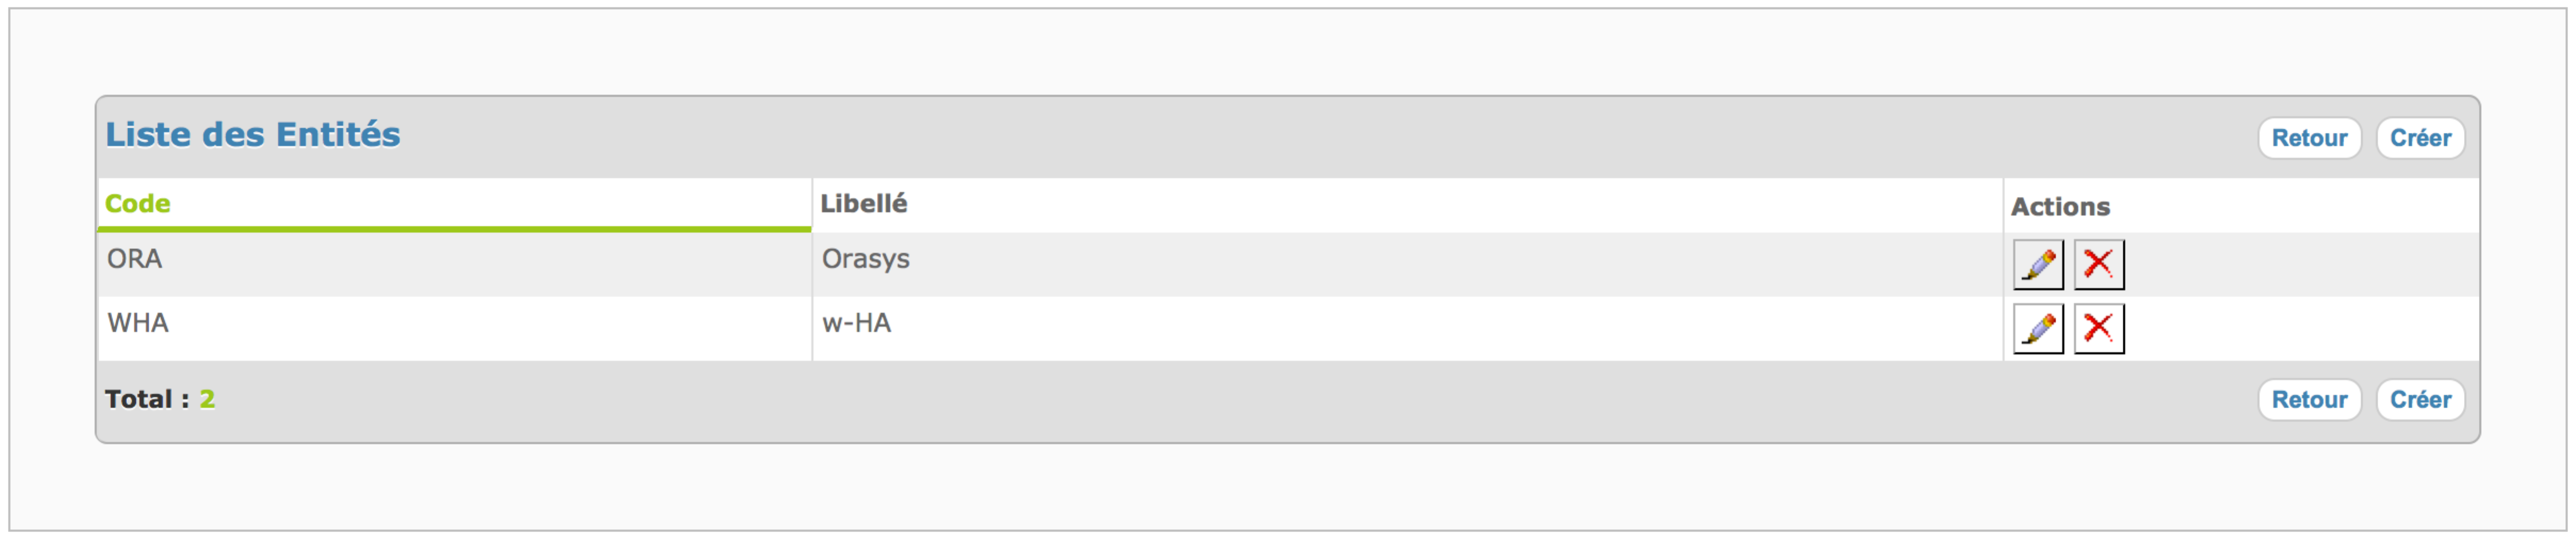 Liste des Entités Retour Créer
Code Libellé Actions
ORA Orasys
WHA w-HA
Total : 2 Retour Créer